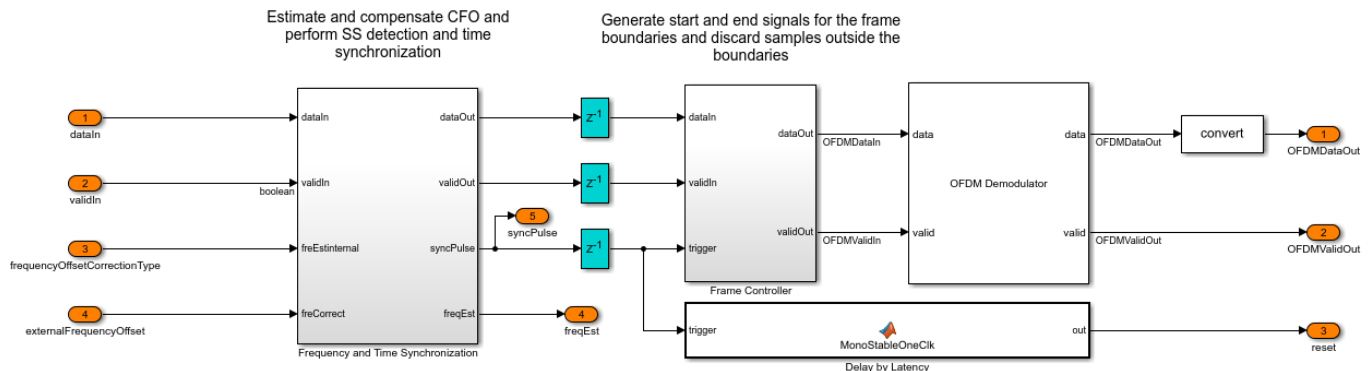 Estimate and compensate CFO and
perform SS detection and time
synchronization
Generate start and end signals for the frame
boundaries and discard samples outside the
boundaries
1
dataIn
2
validIn
boolean
3
frequencyOffsetCorrectionType
4
externalFrequencyOffset
dataIn
validIn
freEstinternal
freCorrect
dataOut
validOut
syncPulse
freqEst
Frequency and Time Synchronization
5
syncPulse
4
freqEst
z-1
z-1
z-1
dataIn
validIn
trigger
dataOut
validOut
Frame Controller
OFDMDataIn
OFDMValidIn
data
valid
OFDM Demodulator
data
valid
OFDMDataOut
OFDMValidOut
convert
1
OFDMDataOut
2
OFDMValidOut
trigger
MonoStableOneClk
out
Delay by Latency
3
reset